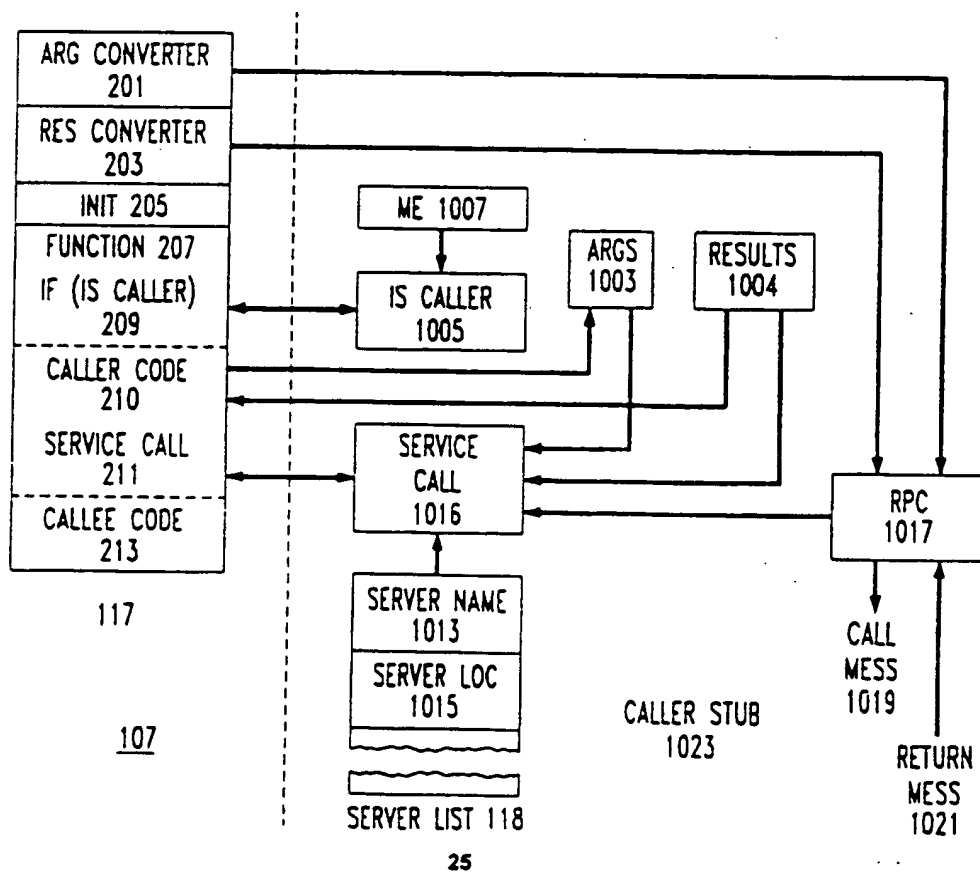 ARG CONVERTER
201
RES CONVERTER
203
INIT 205
FUNCTION 207
IF (IS CALLER)
209
CALLER CODE
210
SERVICE CALL
211
CALLEE CODE
213
117
107
ME 1007
IS CALLER
1005
ARGS
1003
RESULTS
1004
SERVICE
CALL
1016
SERVER NAME
1013
SERVER LOC
1015
SERVER LIST 118
RPC
1017
CALL
MESS
1019
RETURN
MESS
1021
CALLER STUB
1023
25